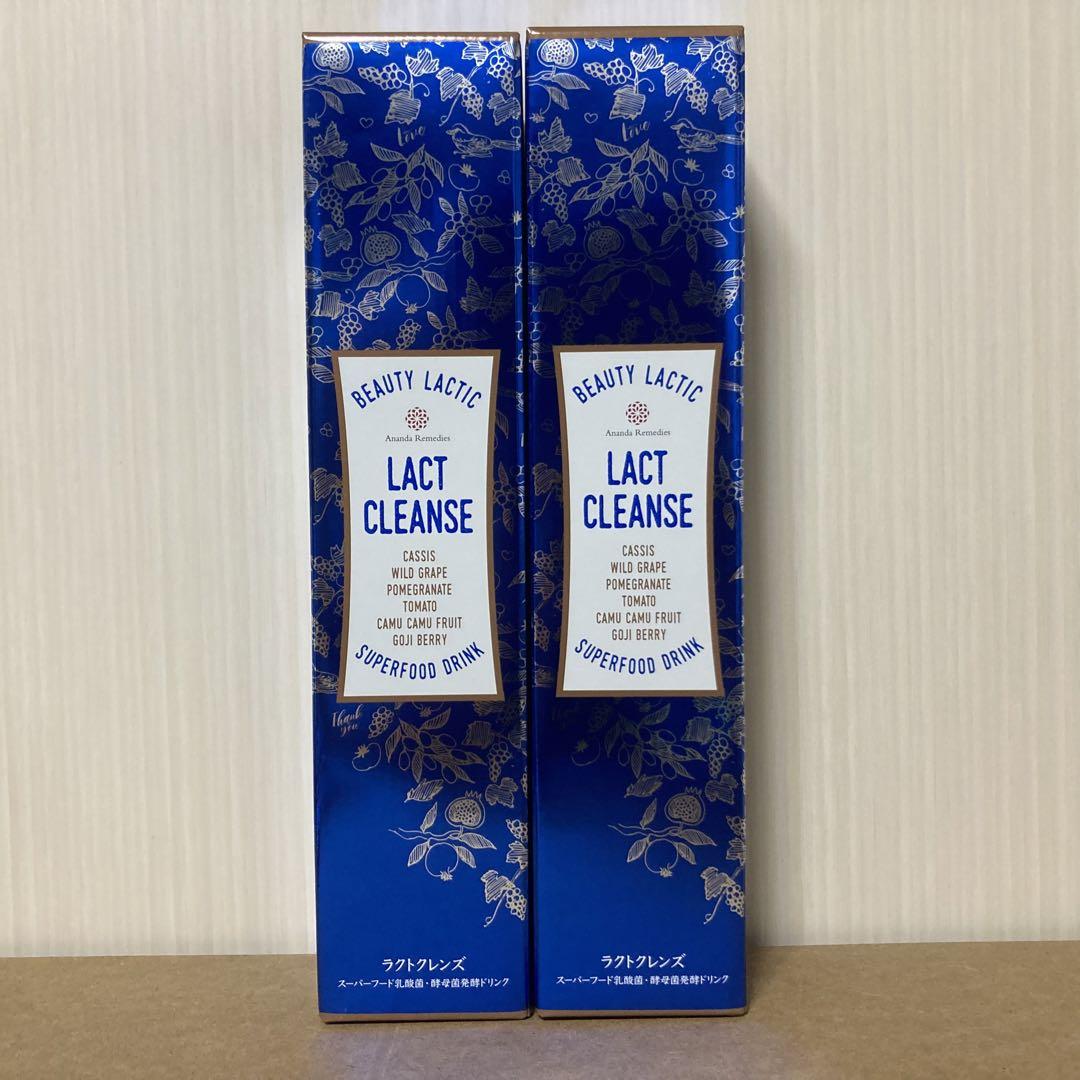 Love
BEAUTY LACTIC
Ananda Remedies
LACT
CLEANSE
CASSIS
WILD GRAPE
POMEGRANATE
TOMATO
CAMU CAMU FRUIT
GOJI BERRY
SUPERFOOD DRINK
Thank
you
ラクトクレンズ
スーパーフード乳酸菌・酵母菌発酵ドリンク
Love
BEAUTY LACTIC
Ananda Remedies
LACT
CLEANSE
CASSIS
WILD GRAPE
POMEGRANATE
TOMATO
CAMU CAMU FRUIT
GOJI BERRY
SUPERFOOD DRINK
ラクトクレンズ
スーパーフード乳酸菌・酵母菌発酵ドリンク